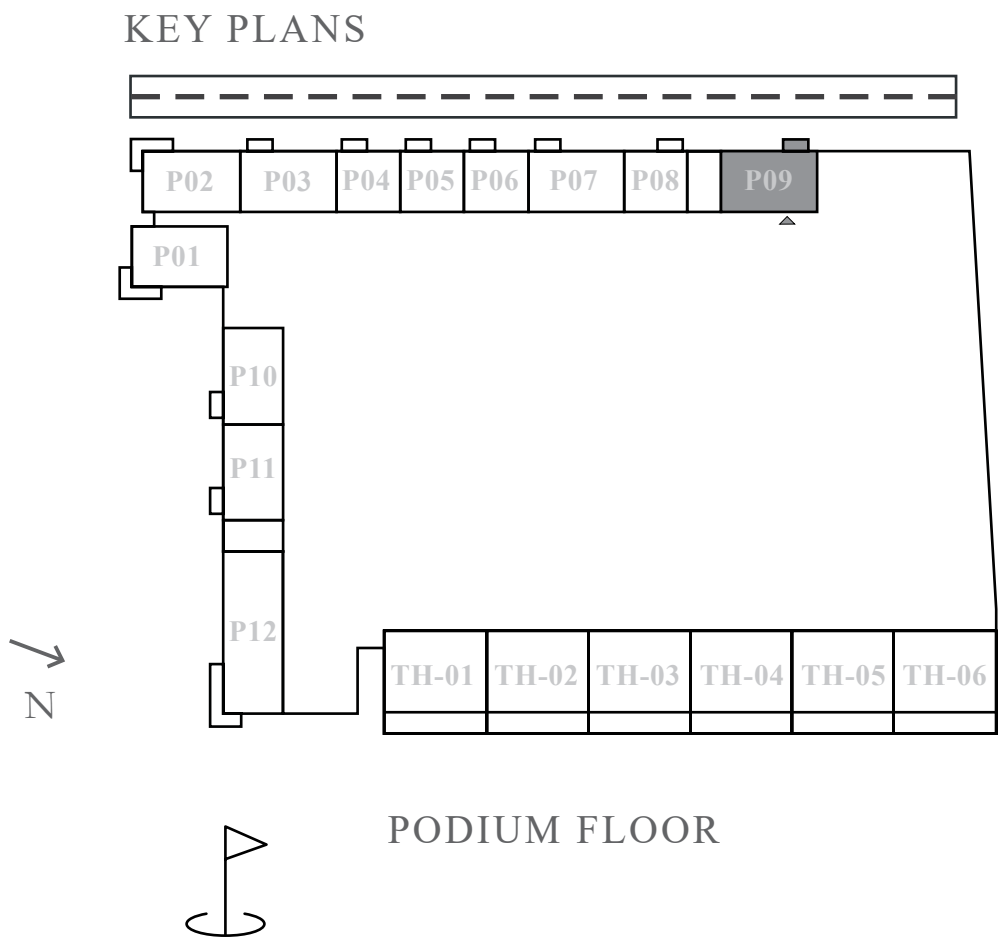 KEY PLANS
P02 P03 P04 P05 P06 P07 P08 P09
P01
P10
P11
P12
TH-01 TH-02 TH-03 TH-04 TH-05 TH-06
N
PODIUM FLOOR